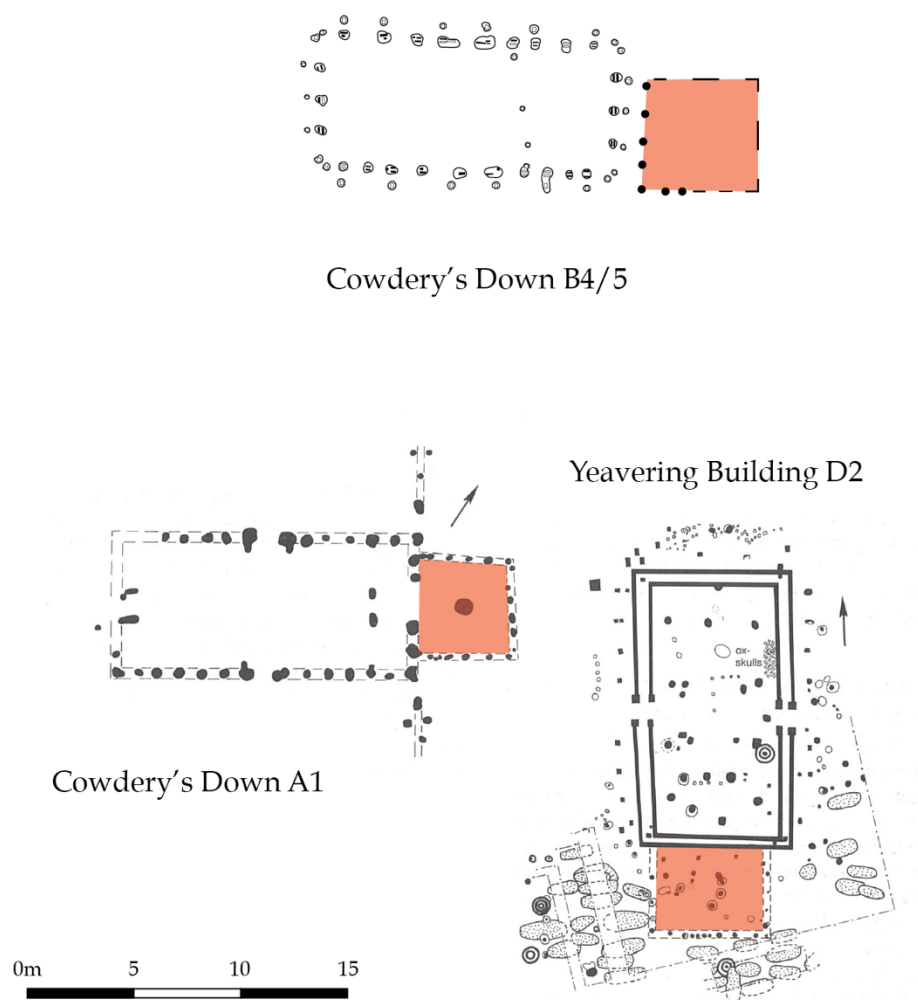 Cowdery's Down B4/5
Yeavering Building D2
ox-
skulls
Cowdery's Down A1
0m 5 10 15